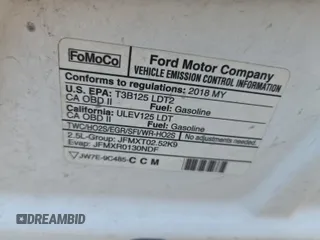 FoMoCo
Ford Motor Company
VEHICLE EMISSION CONTROL INFORMATION
Conforms to regulations: 2018 MY
U.S. EPA: T3B125 LDT2
CA OBD II Fuel: Gasoline
California: ULEV125 LDT
CA OBD II Fuel: Gasoline
TWC/HO2S/EGR/SFI/WR-HO2S No adjustments needed.
2.5L-Group: JFMXT02.52K9
Evap: JFMXR0130NDF
JW7E-9C485-C C M